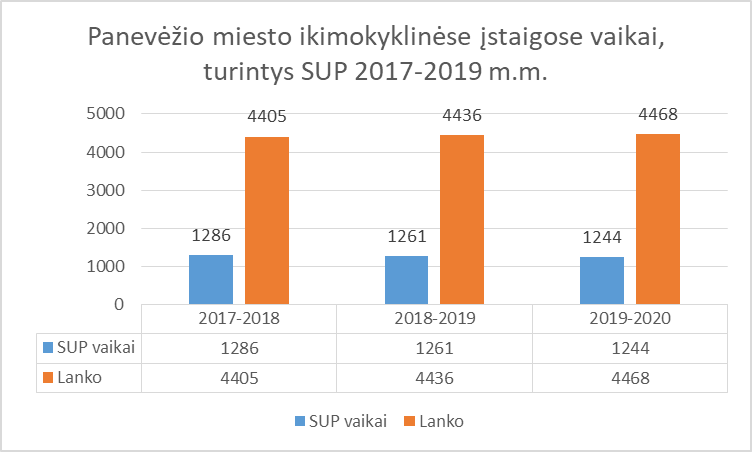 Panevėžio miesto ikimokyklinėse įstaigose vaikai,
turintys SUP 2017-2019 m.m.
5000
4000
3000
2000
1000
0
1286
4405
1261
4436
1244
4468
2017-2018 2018-2019 2019-2020
SUP vaikai 1286 1261 1244
Lanko 4405 4436 4468
SUP vaikai Lanko